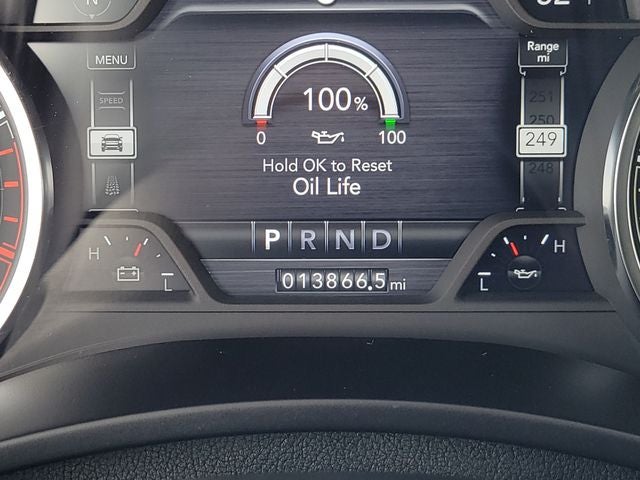 N
MENU
Range
mi
SPEED
251
100%
250
0
100
249
Hold OK to Reset
248
Oil Life
P R N D
H
H
L
L
013866.5 mi